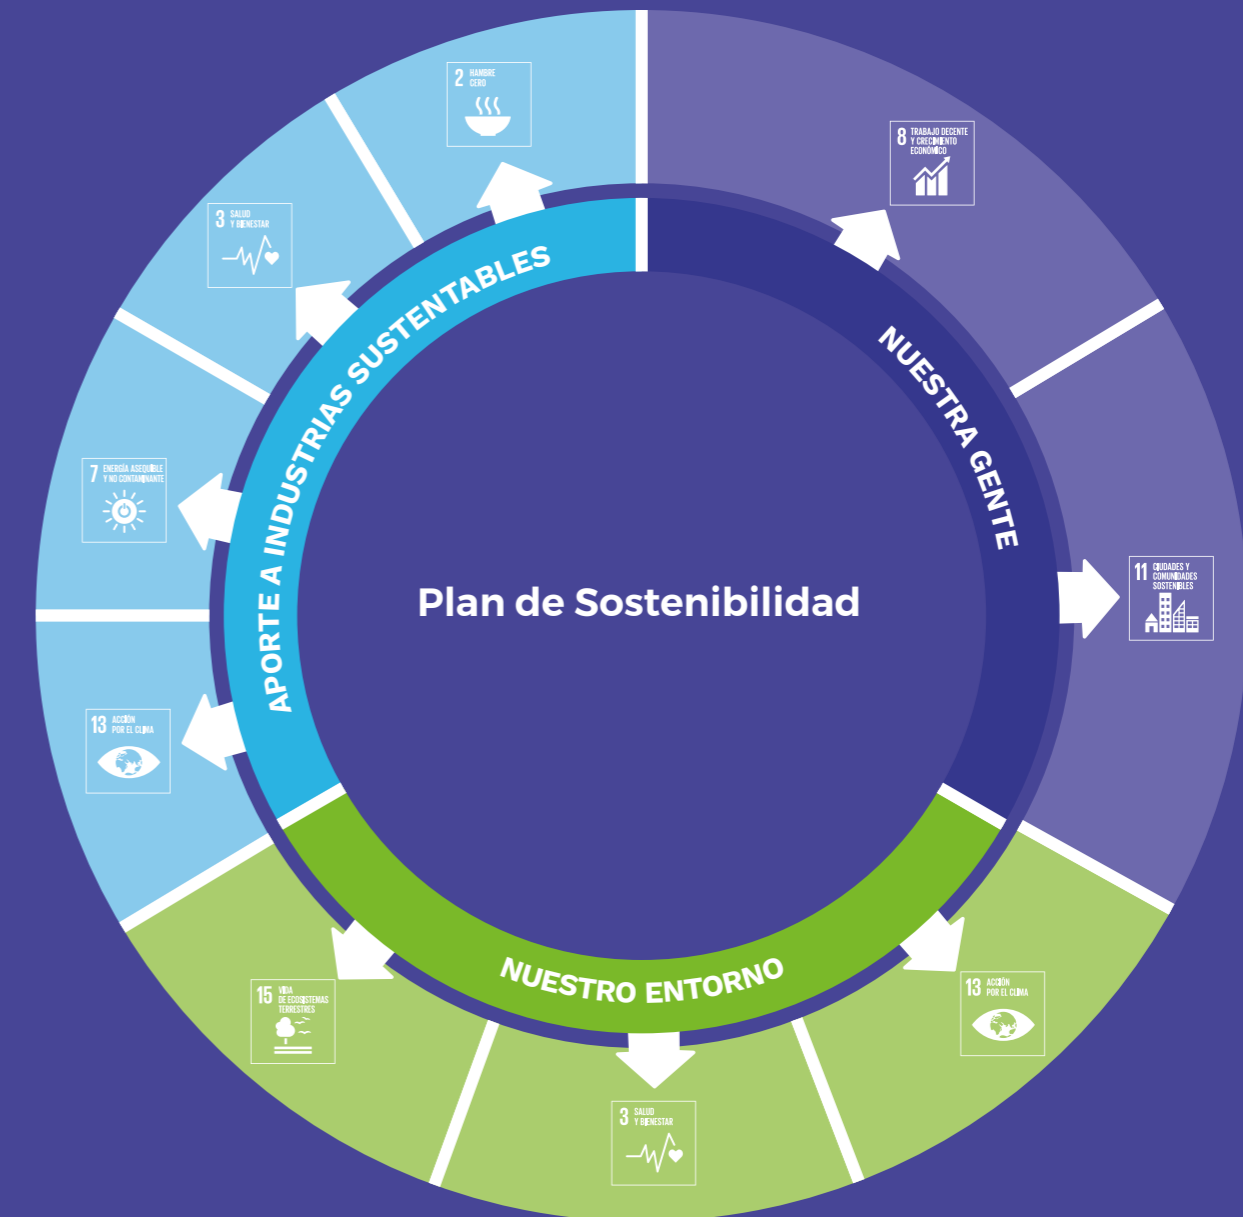 2 HAMBRE
CERO
8 TRABAJO DECENTE
Y CRECIMIENTO
ECONÓMICO
3 SALUD
Y BIENESTAR
APORTE A INDUSTRIAS SUSTENTABLES
NUESTRA GENTE
7 ENERGÍA ASEQUIBLE
Y NO CONTAMINANTE
11 CIUDADES Y
COMUNIDADES
SOSTENIBLES
Plan de Sostenibilidad
13 ACCIÓN
POR EL CLIMA
NUESTRO ENTORNO
15 VIDA
DE ECOSISTEMAS
TERRESTRES
13 ACCIÓN
POR EL CLIMA
3 SALUD
Y BIENESTAR